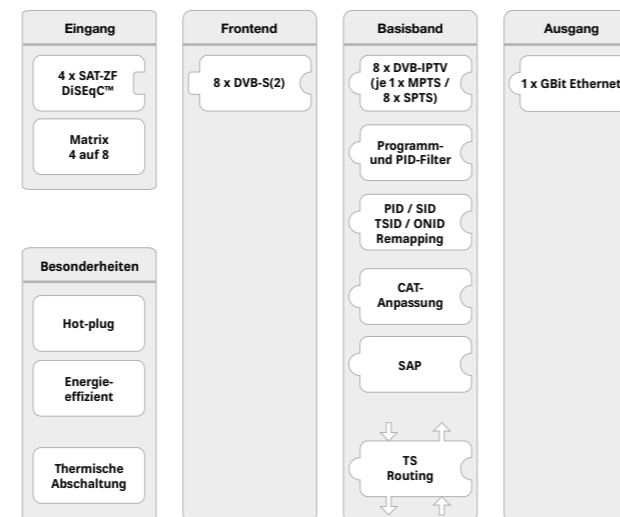 Eingang
4 x SAT-ZF
DiSEqC™
Matrix
4 auf 8
Besonderheiten
Hot-plug
Energie-
effizient
Thermische
Abschaltung
Frontend
8 x DVB-S(2)
Basisband
8 x DVB-IPTV
(je 1 x MPTS /
8 x SPTS)
Programm-
und PID-Filter
PID / SID
TSID / ONID
Remapping
CAT-
Anpassung
SAP
TS
Routing
Ausgang
1 x GBit Ethernet